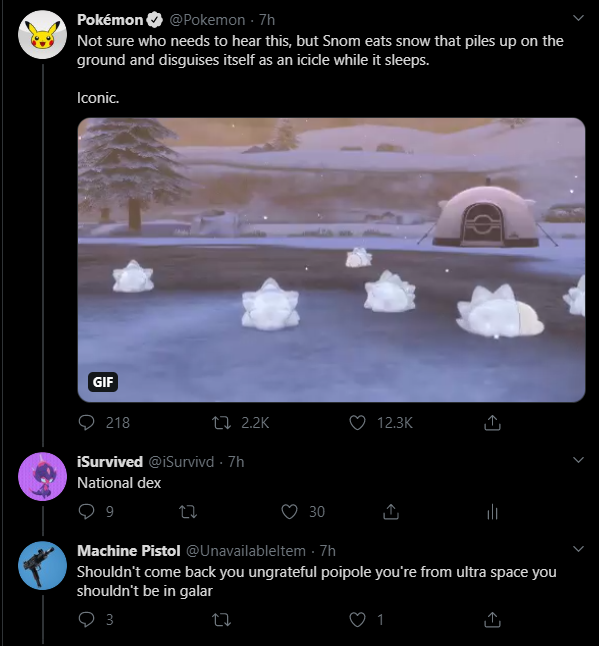 Pokémon @Pokemon · 7h
Not sure who needs to hear this, but Snom eats snow that piles up on the
ground and disguises itself as an icicle while it sleeps.
Iconic.
GIF
218 2.2K 12.3K
iSurvived @iSurvivd · 7h
National dex
9 30
Machine Pistol @UnavailableItem · 7h
Shouldn't come back you ungrateful poipole you're from ultra space you
shouldn't be in galar
3 1